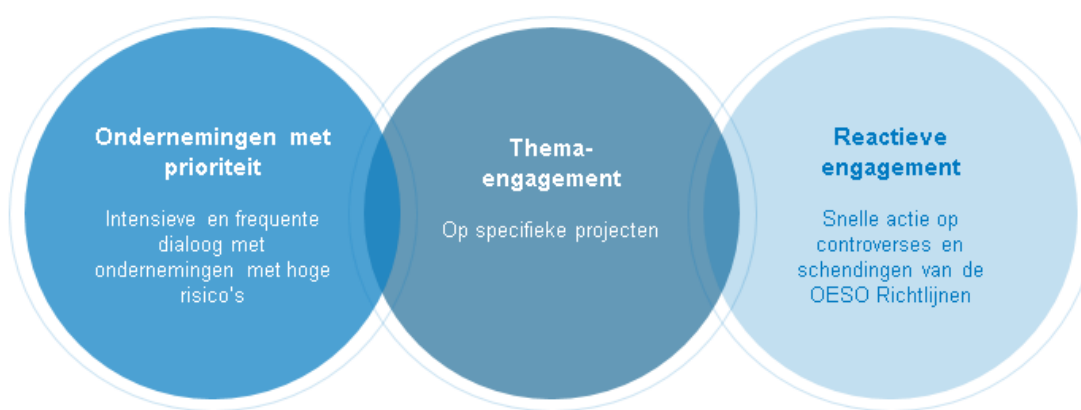 Ondernemingen met
prioriteit
Intensieve en frequente
dialoog met
ondernemingen met hoge
risico's
Thema-
engagement
Op specifieke projecten
Reactieve
engagement
Snelle actie op
controverses en
schendingen van de
OESO Richtlijnen